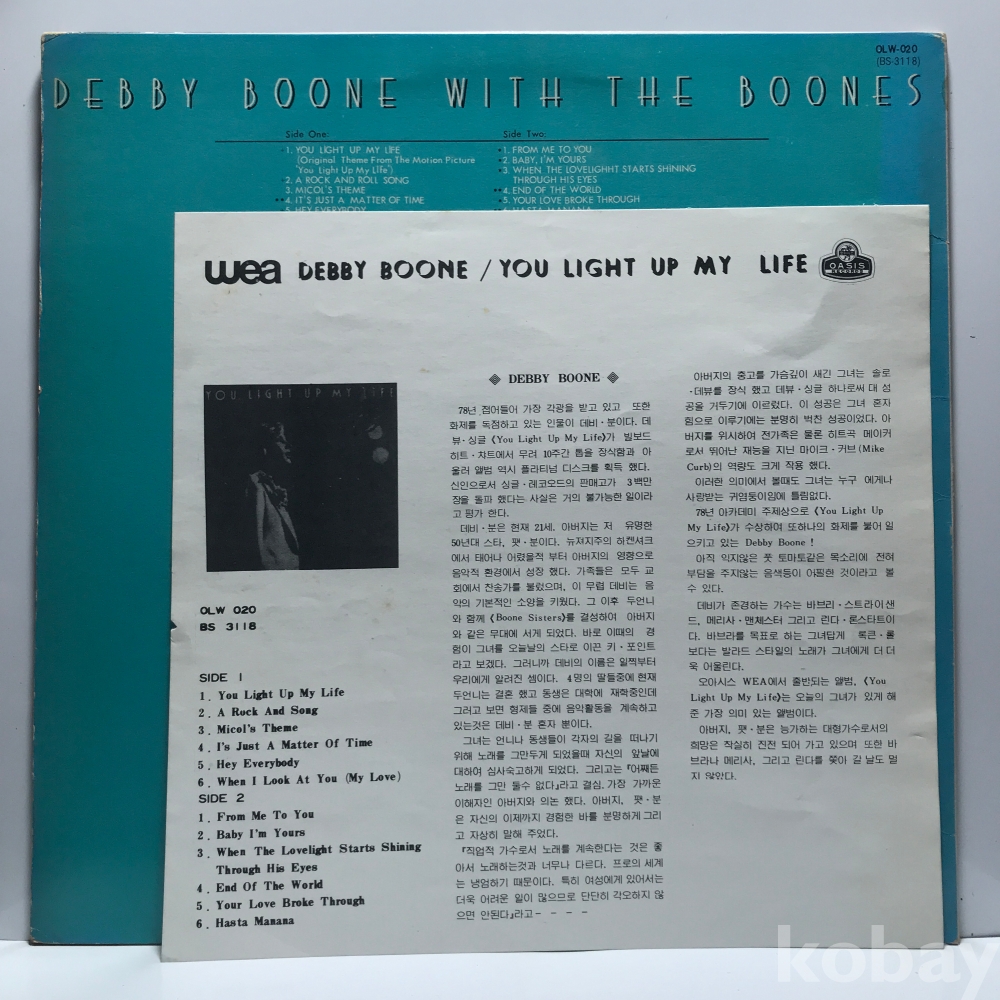 OLW-020
(BS-3118)
DEBBY BOONE WITH THE BOONES
Side One:
1. YOU LIGHT UP MY LIFE
(Original Theme From The Motion Picture
'You Light Up My Life')
2. A ROCK AND ROLL SONG
3. MICOL'S THEME
••4. IT'S JUST A MATTER OF TIME
5. HEY EVERYBODY
Side Two:
•1. FROM ME TO YOU
•2. BABY, I'M YOURS
•3. WHEN THE LOVELIGHHT STARTS SHINING
THROUGH HIS EYES
••4. END OF THE WORLD
•5. YOUR LOVE BROKE THROUGH
HASTA MANANA
wea DEBBY BOONE / YOU LIGHT UP MY LIFE
OASIS
RECORDS
YOU LIGHT UP MY LIFE
OLW 020
BS 3118
SIDE 1
1. You Light Up My Life
2. A Rock And Song
3. Micol's Theme
4. I's Just A Matter Of Time
5. Hey Everybody
6. When I Look At You (My Love)
SIDE 2
1. From Me To You
2. Baby I'm Yours
3. When The Lovelight Starts Shining
Through His Eyes
4. End Of The World
5. Your Love Broke Through
6. Hasta Manana
◈ DEBBY BOONE ◈
78년 접어들어 가장 각광을 받고 있고 또한
화제를 독점하고 있는 인물이 데비·분이다. 데
뷰·싱글 《You Light Up My Life》가 빌보드
히트·챠트에서 무려 10주간 톱을 장식함과 아
울러 앨범 역시 플라티넘 디스크를 획득 했다.
신인으로서 싱글·레코오드의 판매고가 3백만
장을 돌파 했다는 사실은 거의 불가능한 일이라
고 평가 한다.
데비·분은 현재 21세. 아버지는 저 유명한
50년대 스타, 팻·분이다. 뉴져지주의 하켄셔크
에서 태어나 어렸을적 부터 아버지의 영향으로
음악적 환경에서 성장 했다. 가족들은 모두 교
회에서 찬송가를 불렀으며, 이 무렵 데비는 음
악의 기본적인 소양을 키웠다. 그 이후 두언니
와 함께 《Boone Sisters》를 결성하여 아버지
와 같은 무대에 서게 되었다. 바로 이때의 경
험이 그녀를 오늘날의 스타로 이끈 키·포인트
라고 보겠다. 그러니까 데비의 이름은 일찍부터
우리에게 알려진 셈이다. 4명의 딸들중에 현재
두언니는 결혼 했고 동생은 대학에 재학중인데
그러고 보면 형제들 중에 음악활동을 계속하고
있는것은 데비·분 혼자 뿐이다.
그녀는 언니나 동생들이 각자의 길을 떠나기
위해 노래를 그만두게 되었을때 자신의 앞날에
대하여 심사숙고하게 되었다. 그리고는 『어쨌든
노래를 그만 둘수 없다』라고 결심. 가장 가까운
이해자인 아버지와 의논 했다. 아버지, 팻·분
은 자신의 이제까지 경험한 바를 분명하게 그리
고 자상히 말해 주었다.
『직업적 가수로서 노래를 계속한다는 것은 좋
아서 노래하는것과 너무나 다르다. 프로의 세계
는 냉엄하기 때문이다. 특히 여성에게 있어서는
더욱 어려운 일이 많으므로 단단히 각오하지 않
으면 안된다』라고- - - -
아버지의 충고를 가슴깊이 새긴 그녀는 솔로
·데뷰를 장식 했고 데뷰·싱글 하나로써 대 성
공을 거두기에 이르렀다. 이 성공은 그녀 혼자
힘으로 이루기에는 분명히 벅찬 성공이었다. 아
버지를 위시하여 전가족은 물론 히트곡 메이커
로서 뛰어난 재능을 지닌 마이크·커브(Mike
Curb)의 역량도 크게 작용 했다.
이러한 의미에서 볼때도 그녀는 누구 에게나
사랑받는 귀염둥이임에 틀림없다.
78년 아카데미 주제상으로 《You Light Up
My Life》가 수상하여 또하나의 화제를 불어 일
으키고 있는 Debby Boone !
아직 익지않은 풋 토마토같은 목소리에 전혀
부담을 주지않는 음색등이 어필한 것이라고 볼
수 있다.
데비가 존경하는 가수는 바브라·스트라이샌
드, 메리사·맨체스터 그리고 린다·론스타트이
다. 바브라를 목표로 하는 그녀답게 록큰·롤
보다는 발라드 스타일의 노래가 그녀에게 더 더
욱 어울린다.
오아시스 WEA에서 출반되는 앨범, 《You
Light Up My Life》는 오늘의 그녀가 있게 해
준 가장 의미 있는 앨범이다.
아버지, 팻·분은 능가하는 대형가수로서의
희망은 착실히 진전 되어 가고 있으며 또한 바
브라나 메리사, 그리고 린다를 쫓아 갈 날도 멀
지 않았다.
kobay